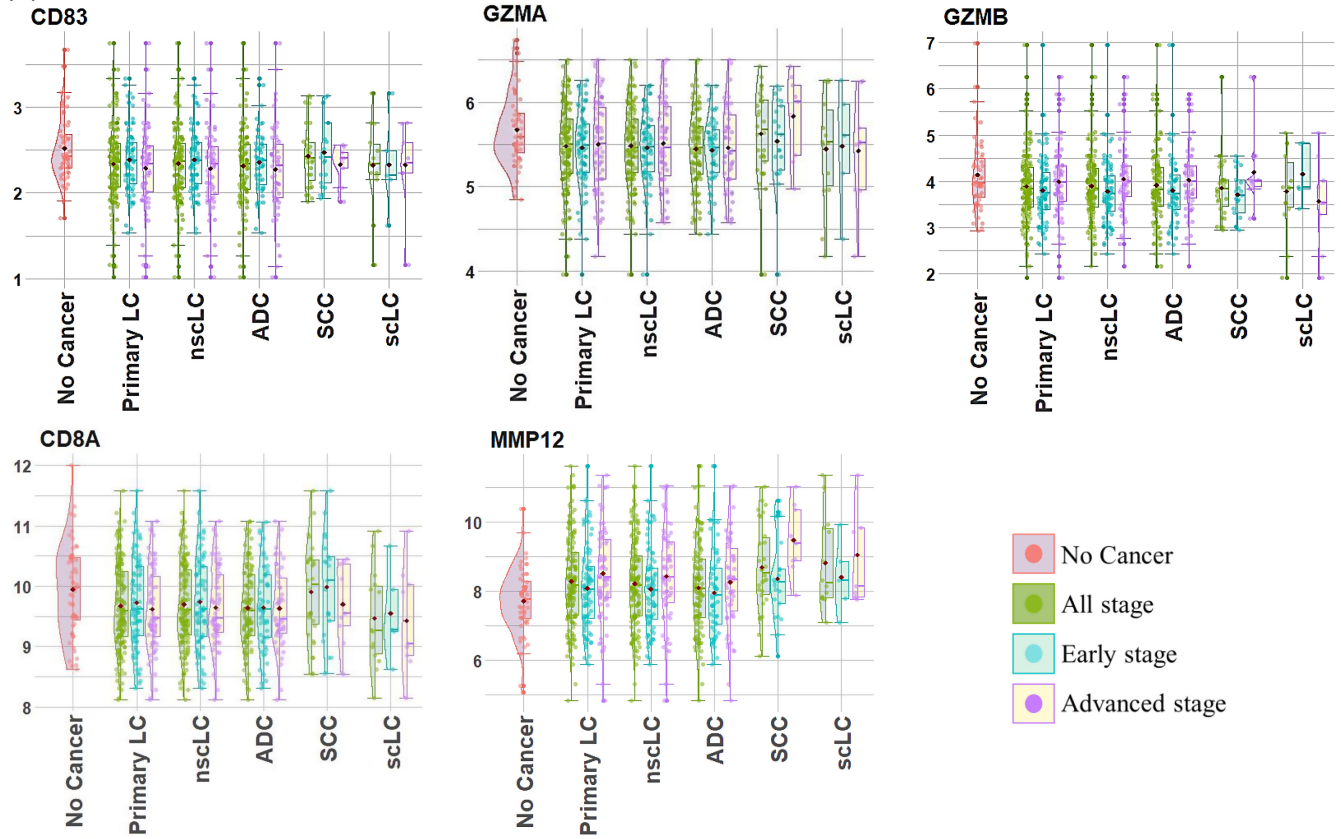 CD83
3
2
1
No Cancer
Primary LC
nscLC
ADC
SCC
scLC
GZMA
6
5
4
No Cancer
Primary LC
nscLC
ADC
SCC
scLC
GZMB
7
6
5
4
3
2
No Cancer
Primary LC
nscLC
ADC
SCC
scLC
CD8A
12
11
10
9
8
No Cancer
Primary LC
nscLC
ADC
SCC
scLC
MMP12
10
8
6
No Cancer
Primary LC
nscLC
ADC
SCC
scLC
No Cancer
All stage
Early stage
Advanced stage